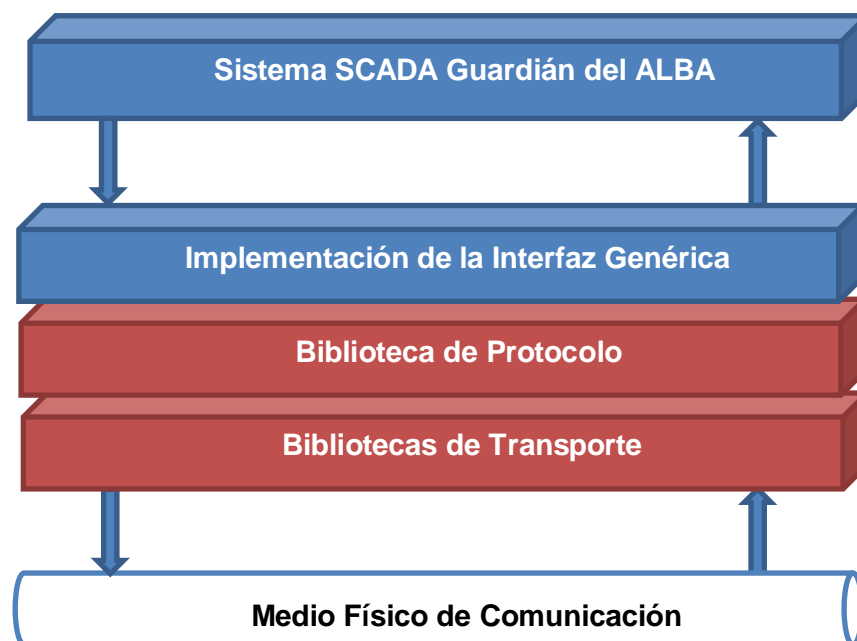 Sistema SCADA Guardián del ALBA
Implementación de la Interfaz Genérica
Biblioteca de Protocolo
Bibliotecas de Transporte
Medio Físico de Comunicación